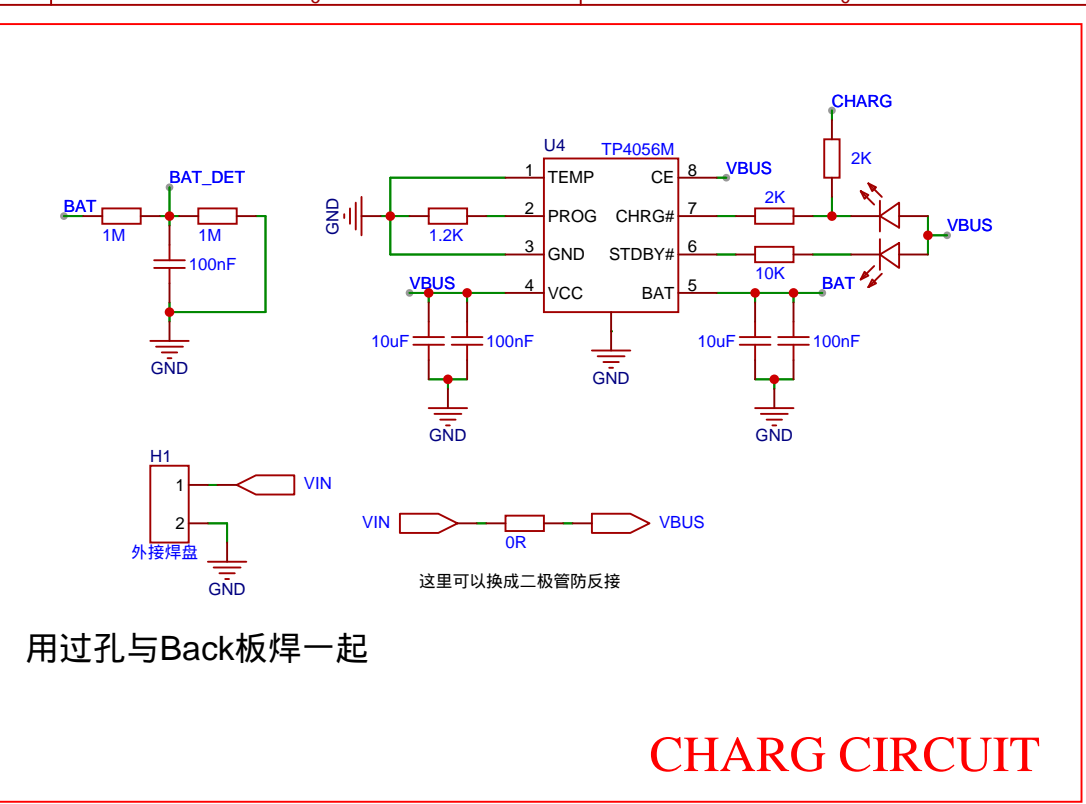 CHARG
U4
TP4056M
2K
BAT_DET
1
TEMP
CE
8
VBUS
BAT
GND
2
PROG
CHRG#
7
2K
VBUS
1M
1M
1.2K
3
GND
STDBY#
6
100nF
10K
VBUS
4
VCC
BAT
5
BAT
10uF
100nF
10uF
100nF
GND
GND
GND
GND
H1
1
VIN
2
VIN
VBUS
0R
外接焊盘
GND
这里可以换成二极管防反接
用过孔与Back板焊一起
CHARG CIRCUIT